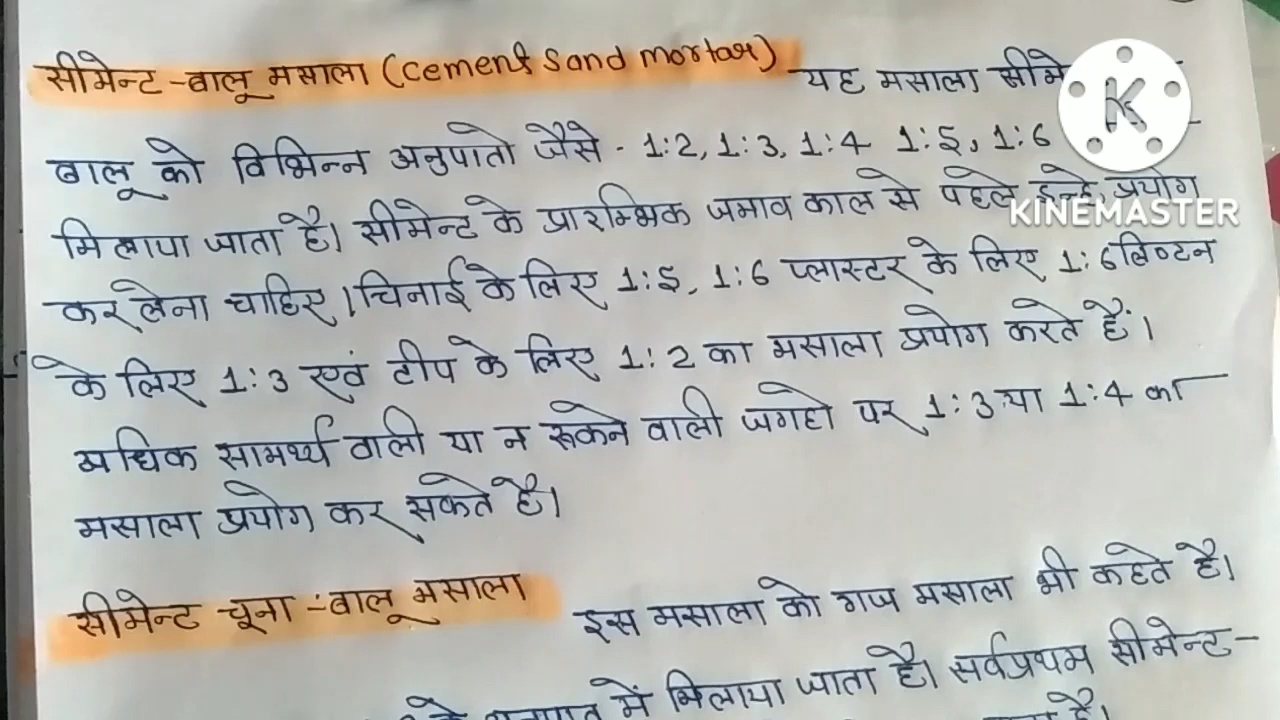 सीमेन्ट-बालू मसाला (cement sand mortar) यह मसाला सीमे
बालू को विभिन्न अनुपातो जैसे - 1:2, 1:3, 1:4 1:5, 1:6
मिलाया जाता है। सीमेन्ट के प्रारम्भिक जमाव काल से पहले इन्हे प्रयोग
कर लेना चाहिए। चिनाई के लिए 1:5, 1:6 प्लास्टर के लिए 1:6 लिण्टन
के लिए 1:3 एवं टीप के लिए 1:2 का मसाला प्रयोग करते हैं।
अधिक सामर्थ्य वाली या न रूकने वाली जगहो पर 1:3 या 1:4 का
मसाला प्रयोग कर सकते है।
सीमेन्ट चूना -बालू मसाला इस मसाला को गज मसाला भी कहते है।
के अनुपात में मिलाया जाता है। सर्वप्रथम सीमेन्ट-
है।
KINEMASTER